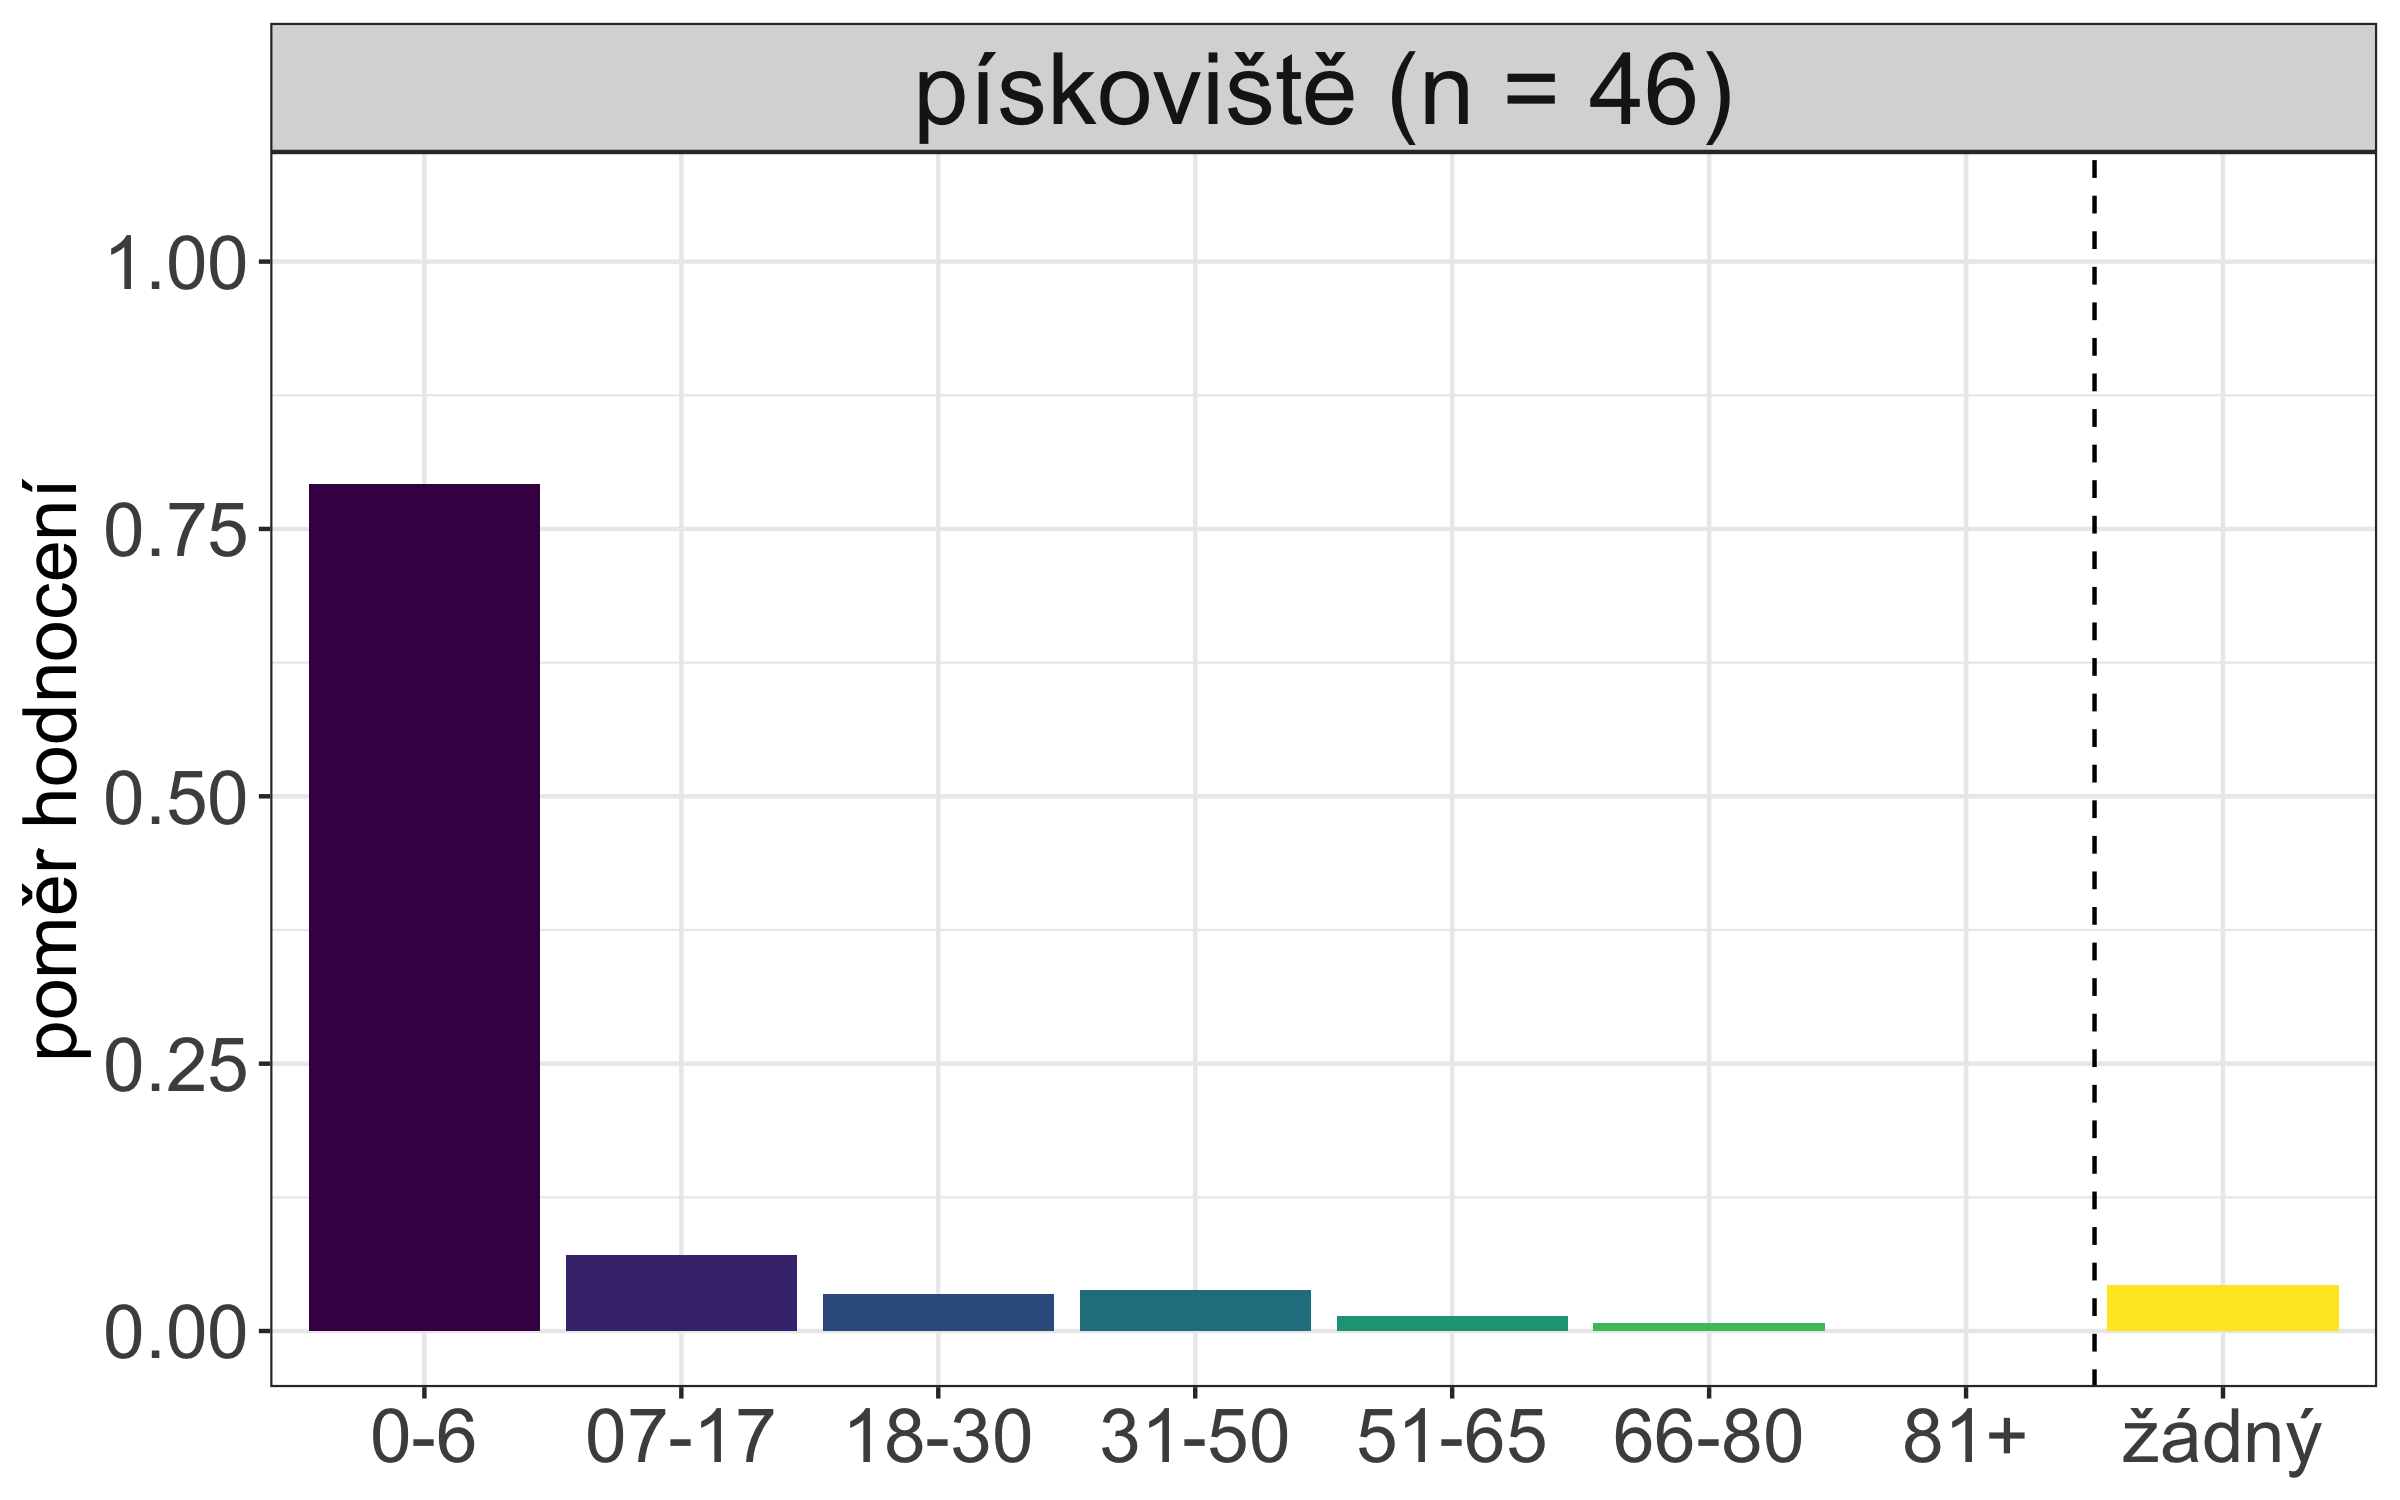 pískoviště (n = 46)
poměr hodnocení
1.00
0.75
0.50
0.25
0.00
0-6 07-17 18-30 31-50 51-65 66-80 81+ žádný